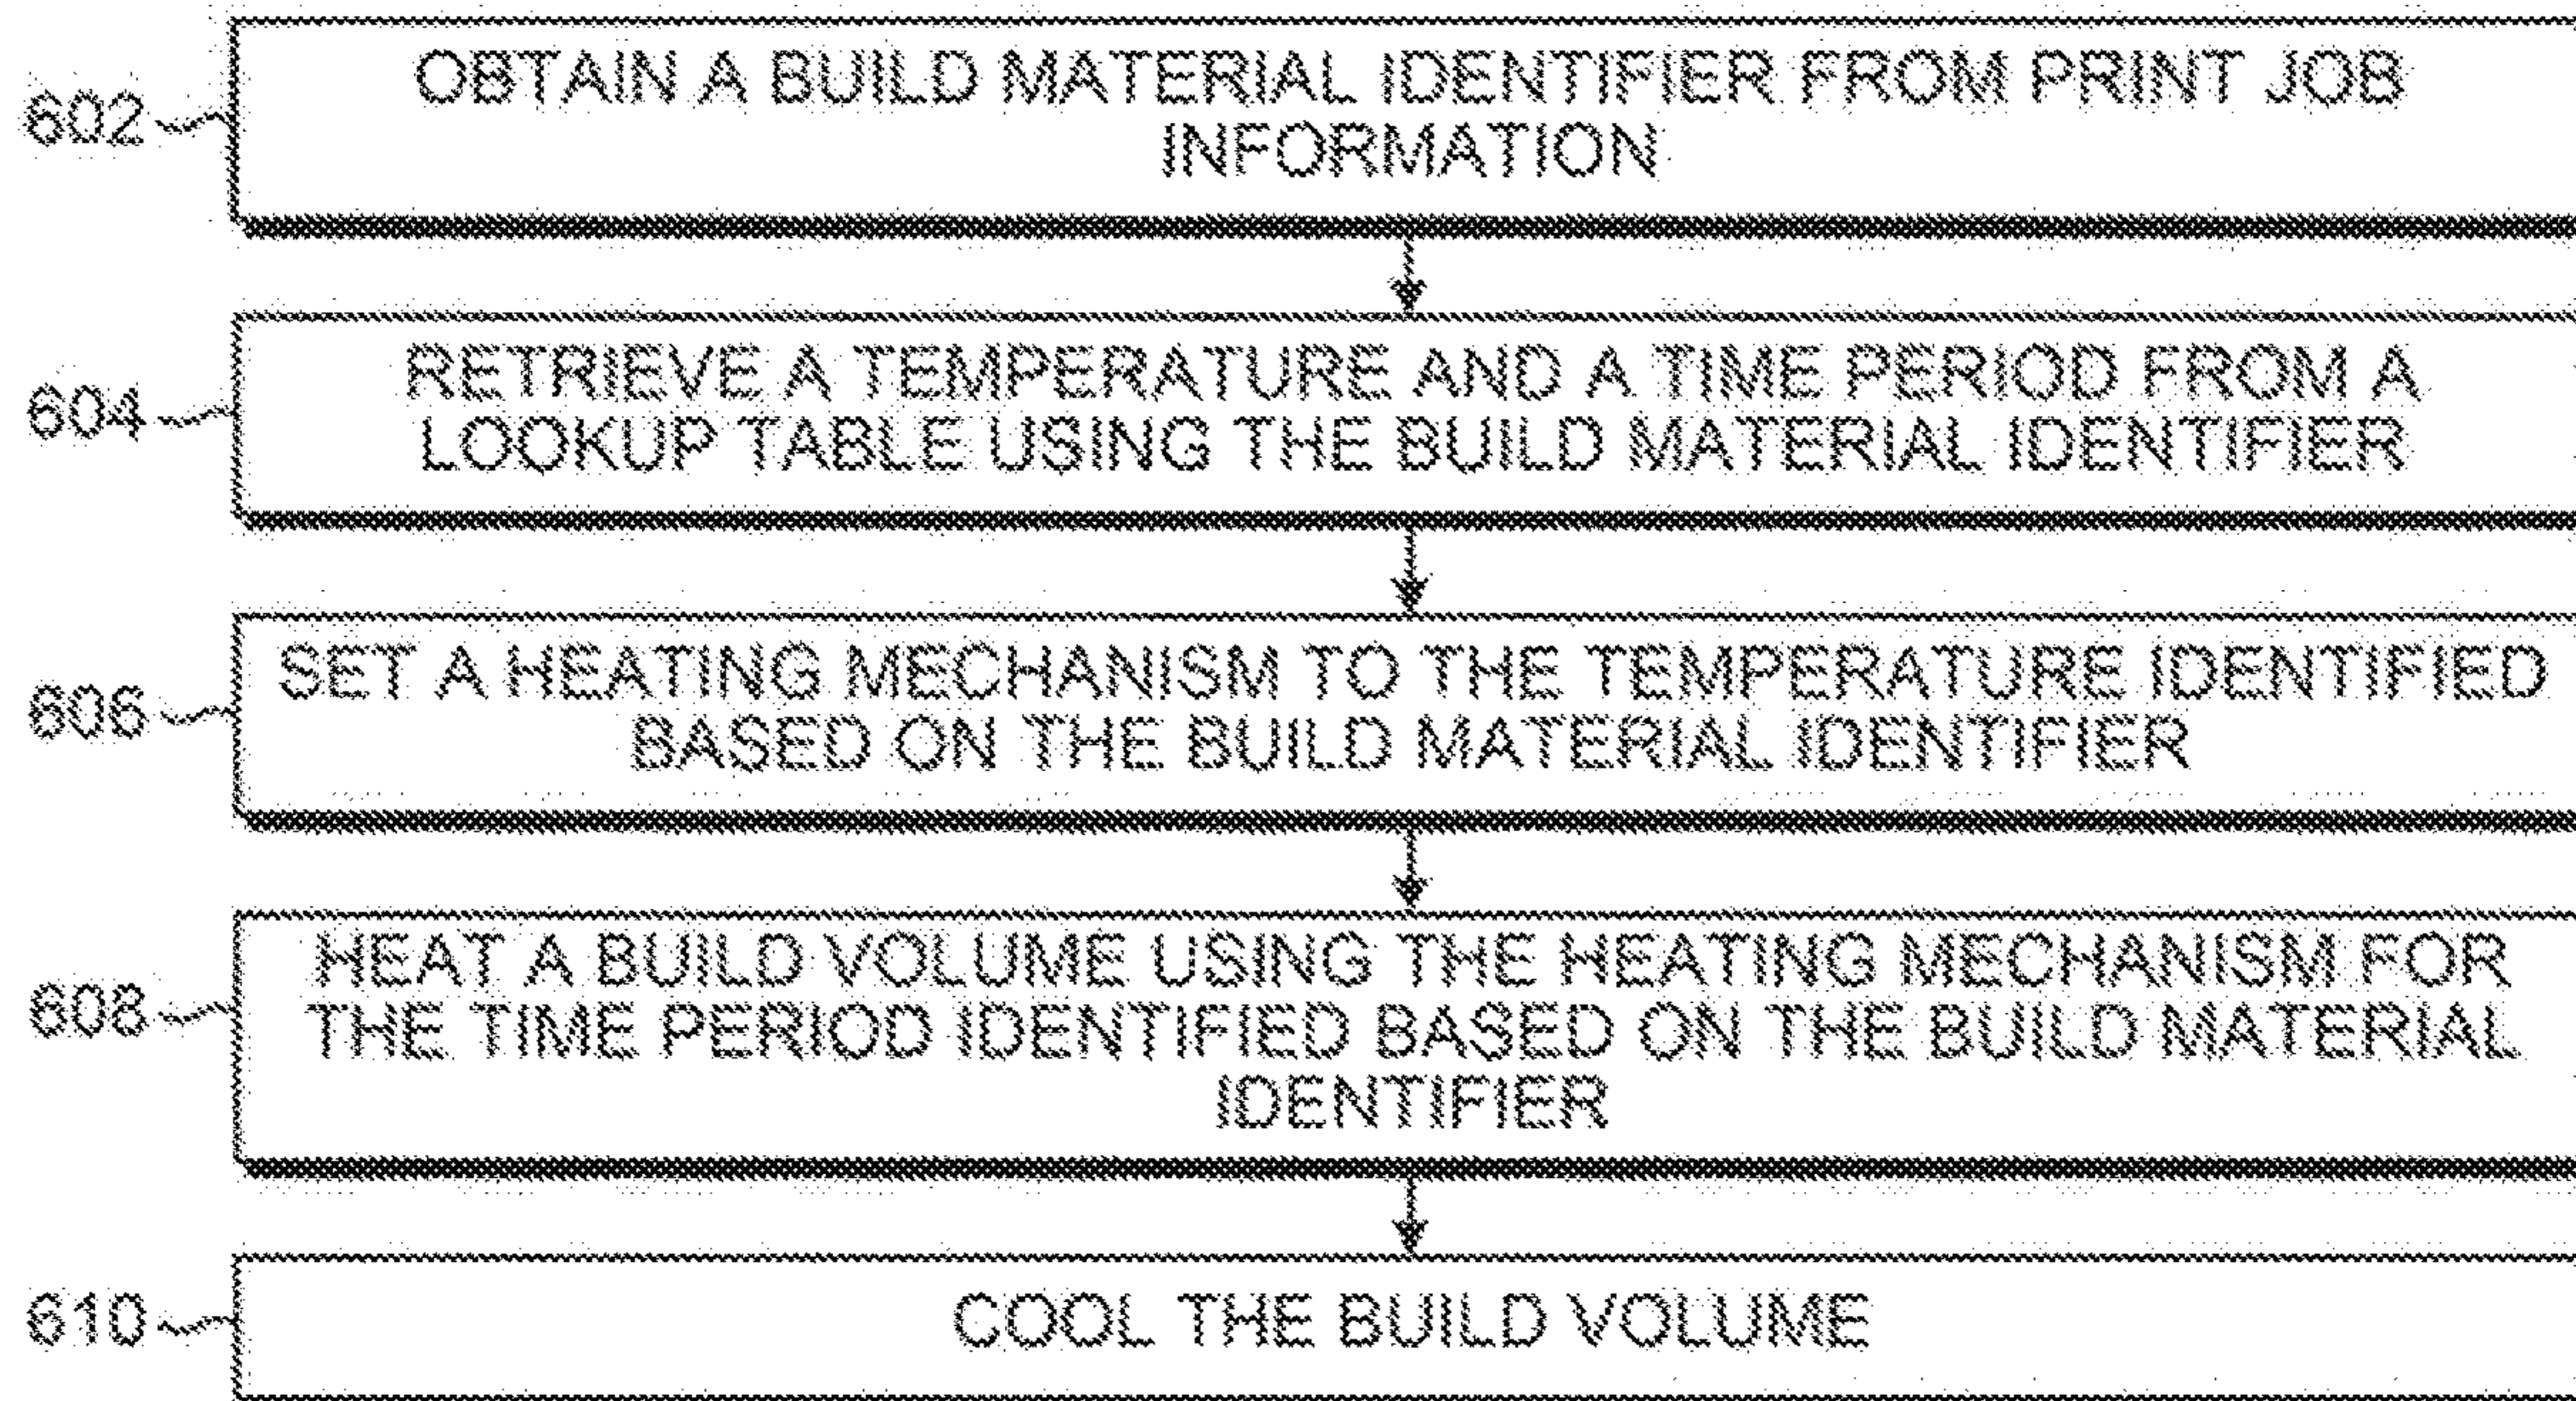 602
OBTAIN A BUILD MATERIAL IDENTIFIER FROM PRINT JOB
INFORMATION
604
RETRIEVE A TEMPERATURE AND A TIME PERIOD FROM A
LOOKUP TABLE USING THE BUILD MATERIAL IDENTIFIER
606
SET A HEATING MECHANISM TO THE TEMPERATURE IDENTIFIED
BASED ON THE BUILD MATERIAL IDENTIFIER
608
HEAT A BUILD VOLUME USING THE HEATING MECHANISM FOR
THE TIME PERIOD IDENTIFIED BASED ON THE BUILD MATERIAL
IDENTIFIER
610
COOL THE BUILD VOLUME